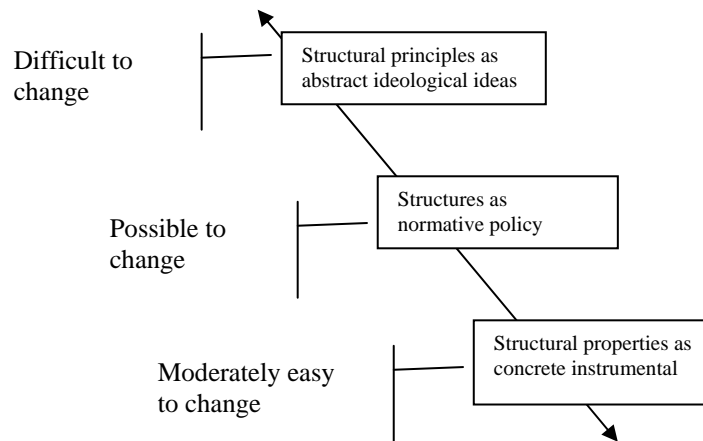 Difficult to
change
Structural principles as
abstract ideological ideas
Possible to
change
Structures as
normative policy
Moderately easy
to change
Structural properties as
concrete instrumental